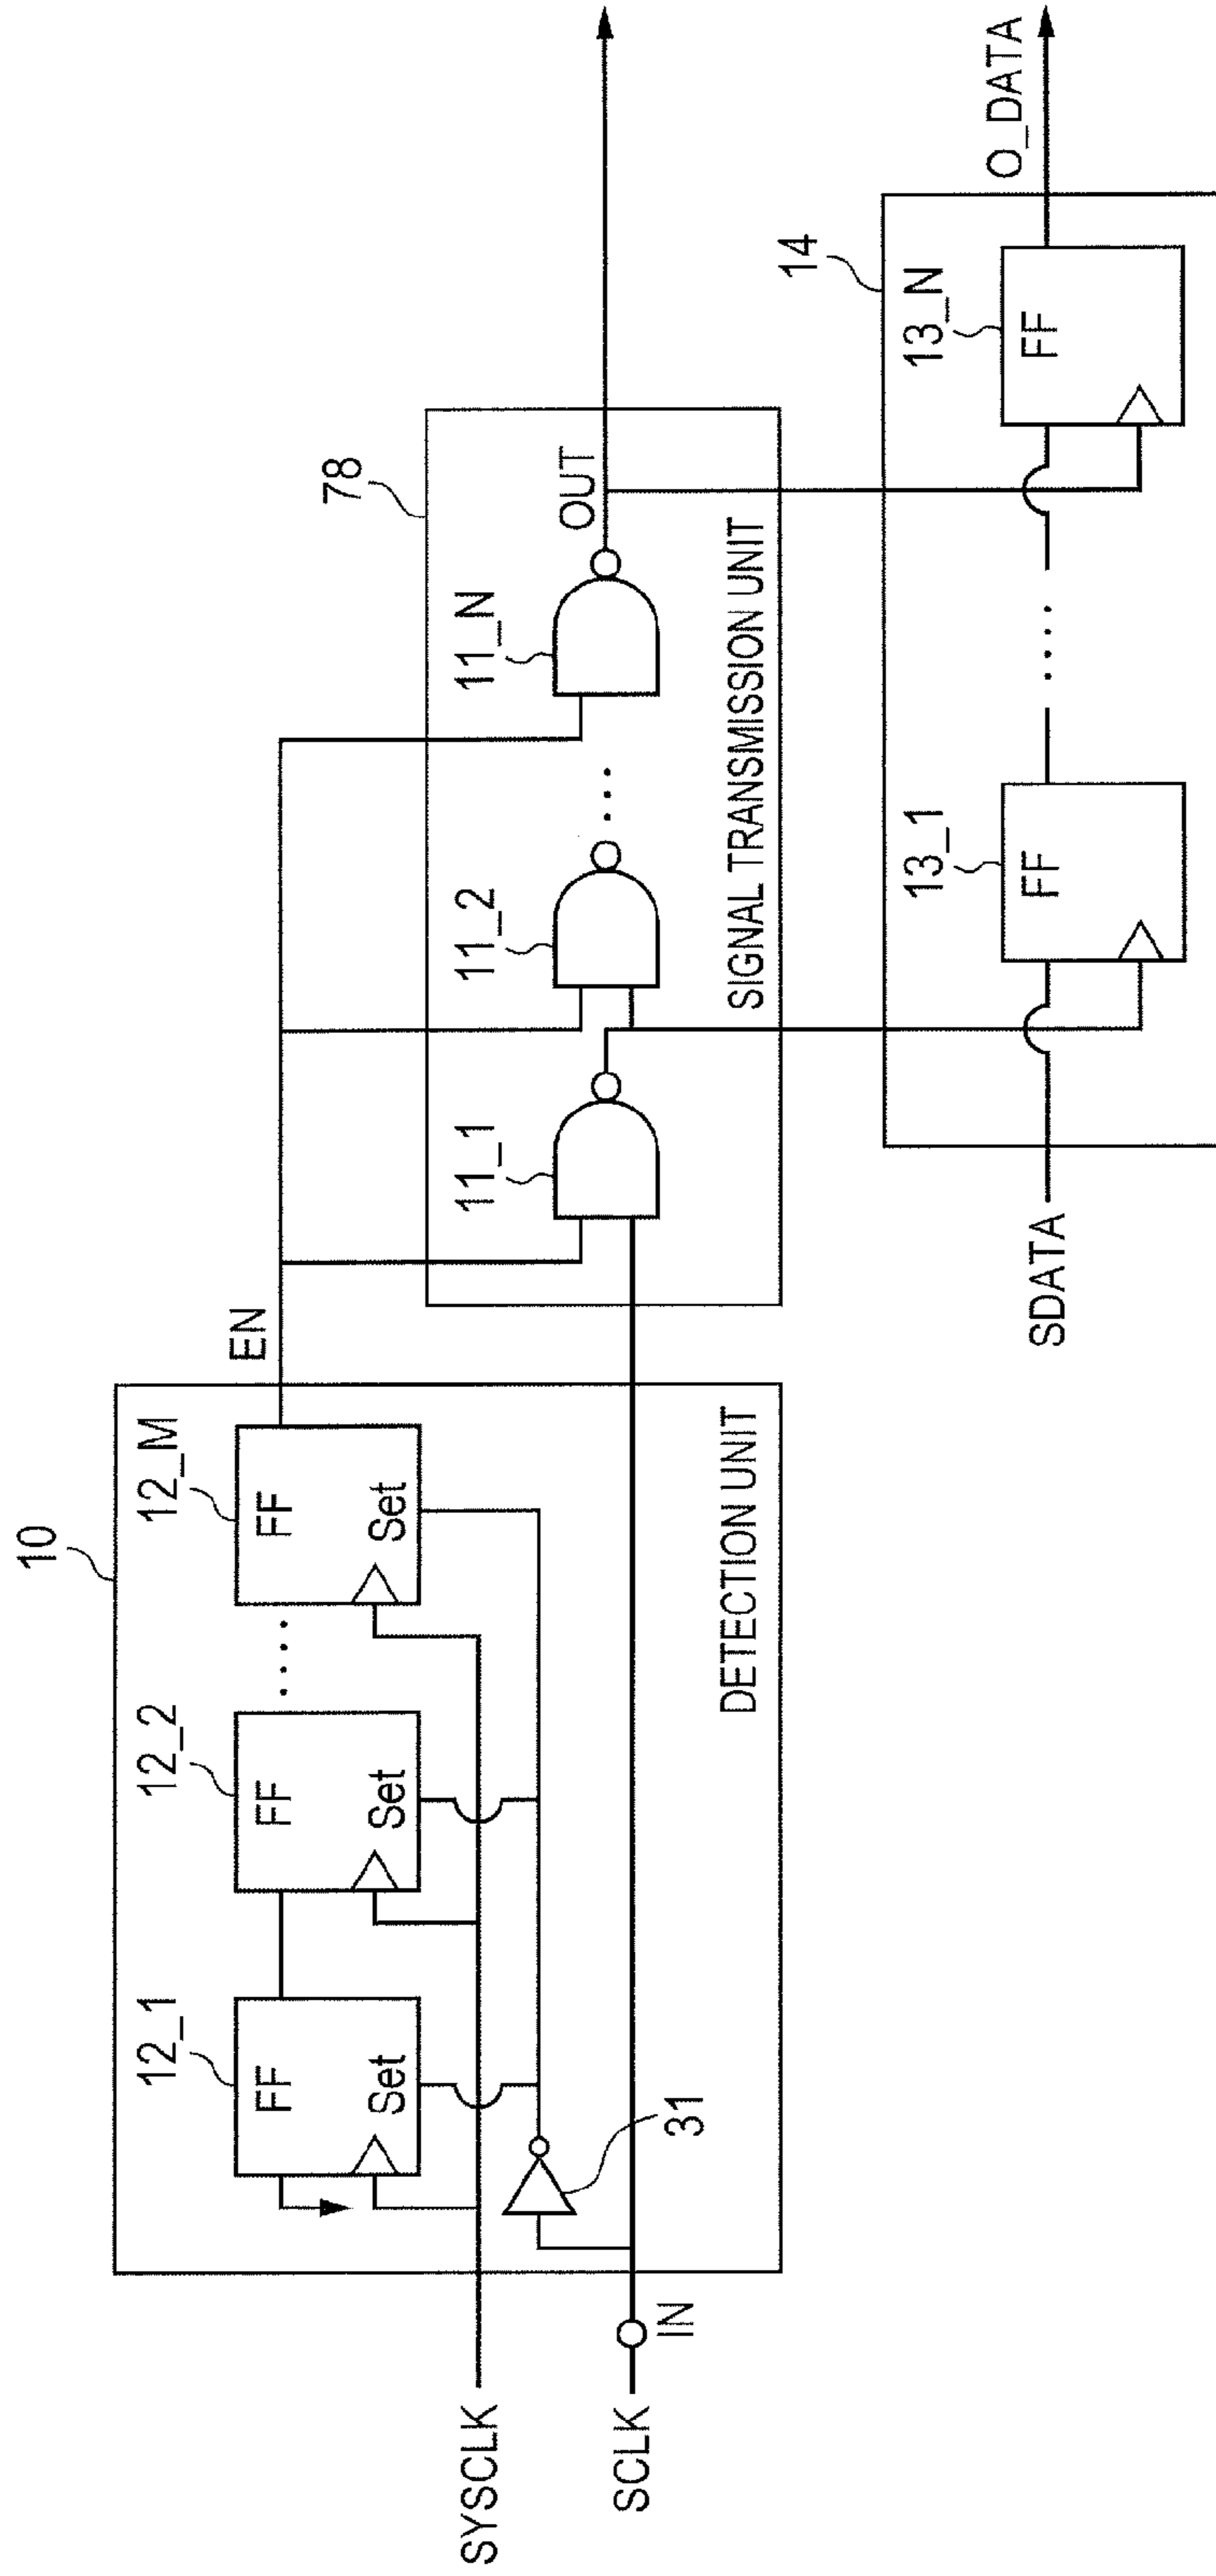 10
12_1
12_2
12_M
FF
FF
....
FF
Set
Set
Set
EN
SYSCLK
31
DETECTION UNIT
SCLK
IN
78
11_1
11_2
11_N
...
OUT
SIGNAL TRANSMISSION UNIT
14
13_1
13_N
SDATA
FF
....
FF
O_DATA